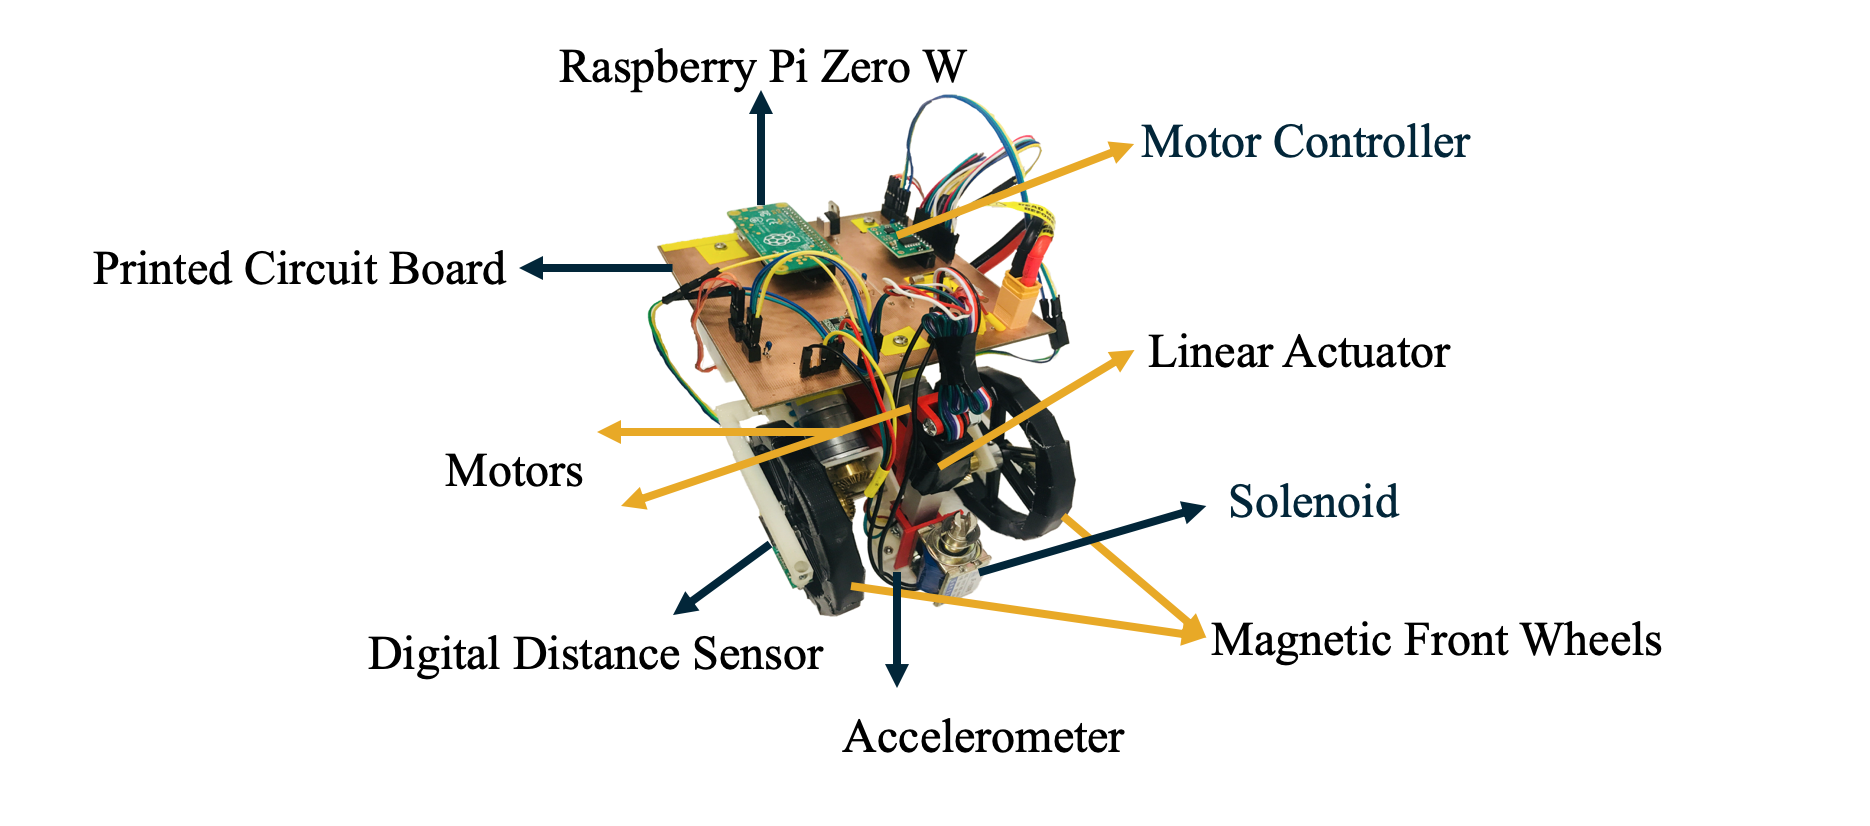 Raspberry Pi Zero W
Motor Controller
Printed Circuit Board
Linear Actuator
Motors
Solenoid
Digital Distance Sensor
Magnetic Front Wheels
Accelerometer